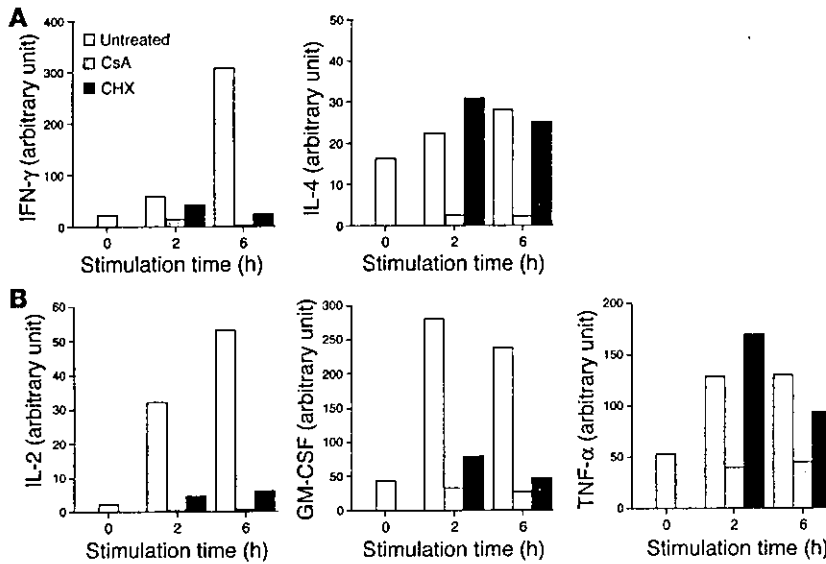 A
IFN-γ (arbitrary unit)
400
300
200
100
0
Untreated
CsA
CHX
0 2 6
Stimulation time (h)
IL-4 (arbitrary unit)
50
40
30
20
10
0
0 2 6
Stimulation time (h)
B
IL-2 (arbitrary unit)
60
50
40
30
20
10
0
0 2 6
Stimulation time (h)
GM-CSF (arbitrary unit)
300
250
200
150
100
50
0
0 2 6
Stimulation time (h)
TNF-α (arbitrary unit)
200
150
100
50
0
0 2 6
Stimulation time (h)